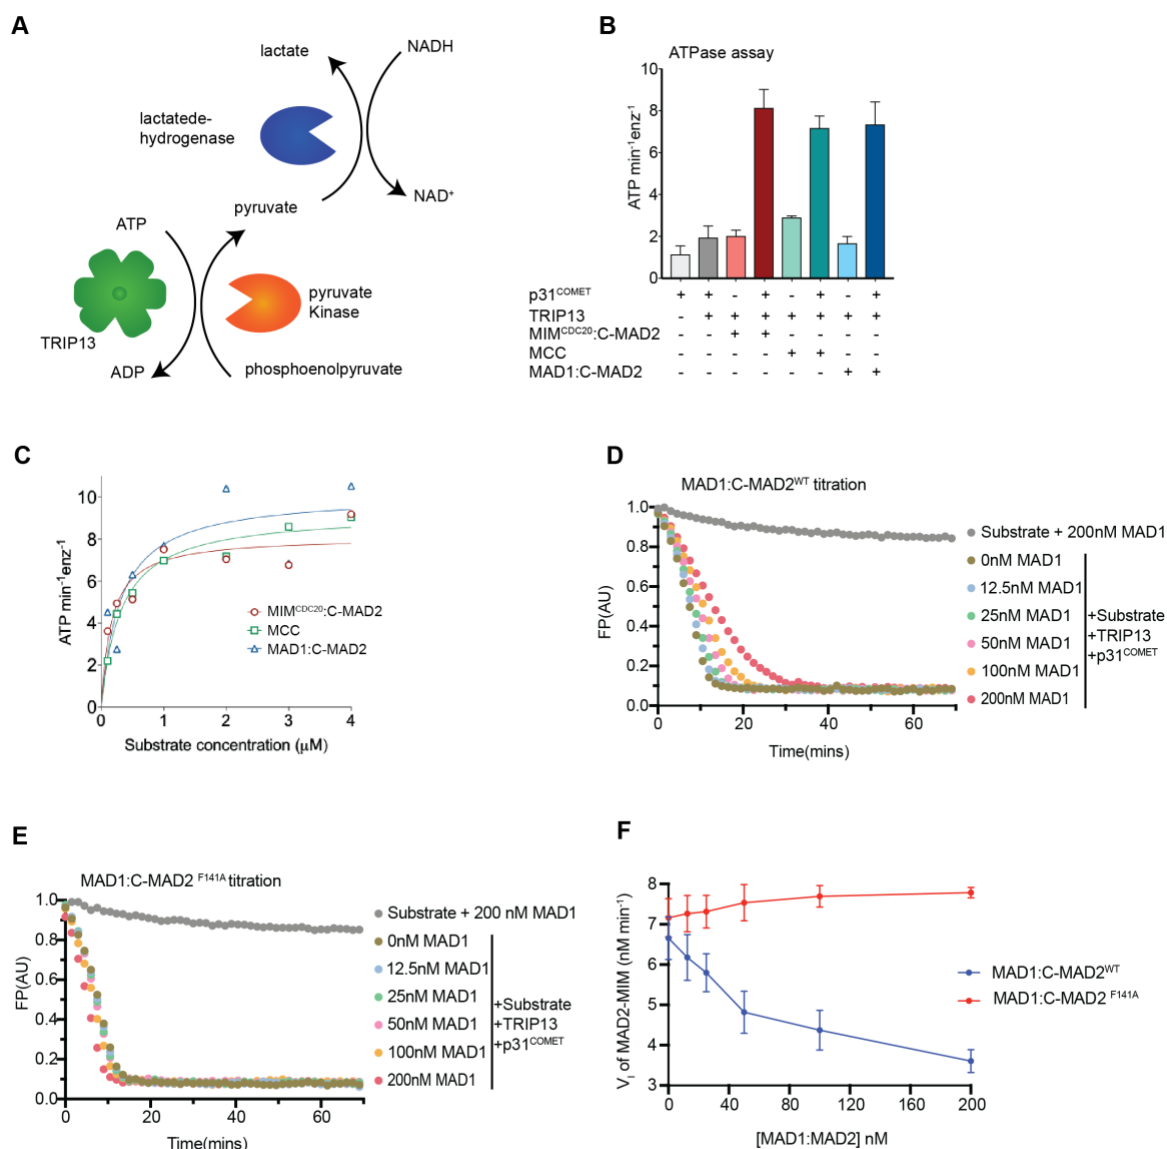 A
lactate
NADH
lactatede-
hydrogenase
NAD⁺
pyruvate
ATP
pyruvate
Kinase
TRIP13
ADP
phosphoenolpyruvate
B
ATPase assay
ATP min⁻¹enz⁻¹
10
8
6
4
2
0
p31ᶜᴼᴹᴱᵀ + + - + - + - +
TRIP13 - + + + + + + +
MIMᶜᴰᶜ²⁰:C-MAD2 - - + + - - - -
MCC - - - - + + - -
MAD1:C-MAD2 - - - - - - + +
C
ATP min⁻¹enz⁻¹
10
8
6
4
2
0
MIMᶜᴰᶜ²⁰:C-MAD2
MCC
MAD1:C-MAD2
0 1 2 3 4
Substrate concentration (μM)
D
MAD1:C-MAD2ᵂᵀ titration
FP(AU)
1.0
0.8
0.6
0.4
0.2
0.0
0 20 40 60
Time(mins)
Substrate + 200nM MAD1
0nM MAD1
12.5nM MAD1
25nM MAD1
50nM MAD1
100nM MAD1
200nM MAD1
+Substrate
+TRIP13
+p31ᶜᴼᴹᴱᵀ
E
MAD1:C-MAD2 ᶠ¹⁴¹ᴬ titration
FP(AU)
1.0
0.8
0.6
0.4
0.2
0.0
0 20 40 60
Time(mins)
Substrate + 200 nM MAD1
0nM MAD1
12.5nM MAD1
25nM MAD1
50nM MAD1
100nM MAD1
200nM MAD1
+Substrate
+TRIP13
+p31ᶜᴼᴹᴱᵀ
F
V_I of MAD2-MIM (nM min⁻¹)
8
7
6
5
4
3
MAD1:C-MAD2ᵂᵀ
MAD1:C-MAD2 ᶠ¹⁴¹ᴬ
0 40 80 120 160 200
[MAD1:MAD2] nM